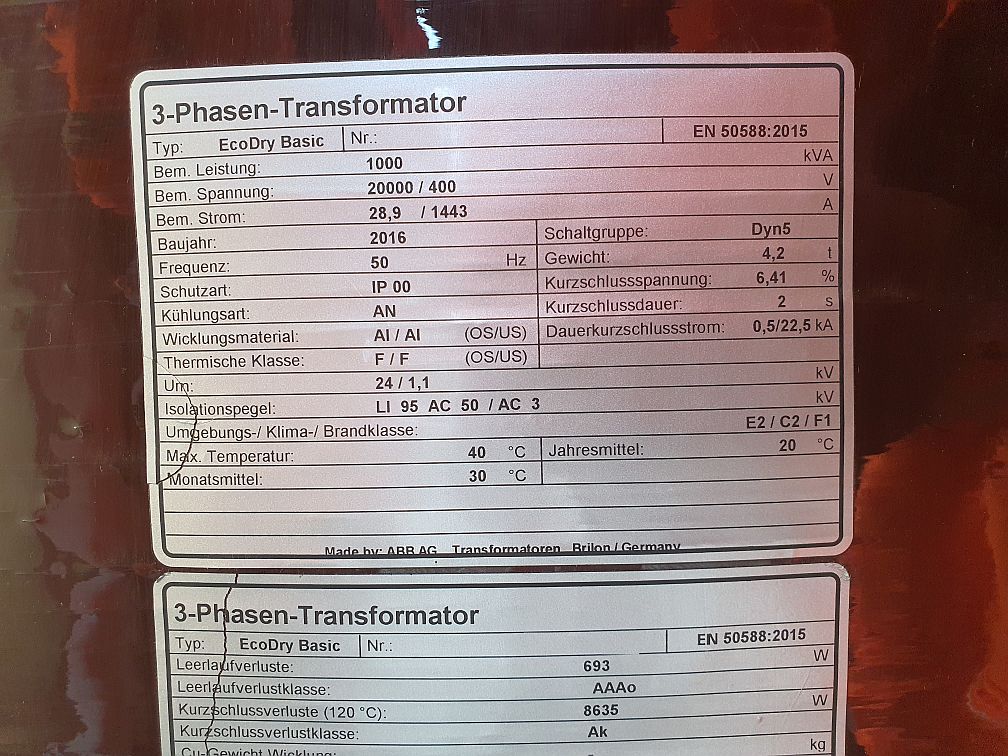 3-Phasen-Transformator
Typ: EcoDry Basic Nr.: EN 50588:2015
Bem. Leistung: 1000 kVA
Bem. Spannung: 20000 / 400 V
Bem. Strom: 28,9 / 1443 A
Baujahr: 2016 Schaltgruppe: Dyn5
Frequenz: 50 Hz Gewicht: 4,2 t
Schutzart: IP 00 Kurzschlussspannung: 6,41 %
Kühlungsart: AN Kurzschlussdauer: 2 s
Wicklungsmaterial: Al / Al (OS/US) Dauerkurzschlussstrom: 0,5/22,5 kA
Thermische Klasse: F / F (OS/US)
Um: 24 / 1,1 kV
Isolationspegel: LI 95 AC 50 / AC 3 kV
Umgebungs-/ Klima-/ Brandklasse: E2 / C2 / F1
Max. Temperatur: 40 °C Jahresmittel: 20 °C
Monatsmittel: 30 °C
Made by: ABB AG Transformatoren Brilon / Germany
3-Phasen-Transformator
Typ: EcoDry Basic Nr.: EN 50588:2015
Leerlaufverluste: 693 W
Leerlaufverlustklasse: AAAo
Kurzschlussverluste (120 °C): 8635 W
Kurzschlussverlustklasse: Ak
Cu-Gewicht Wicklung: kg